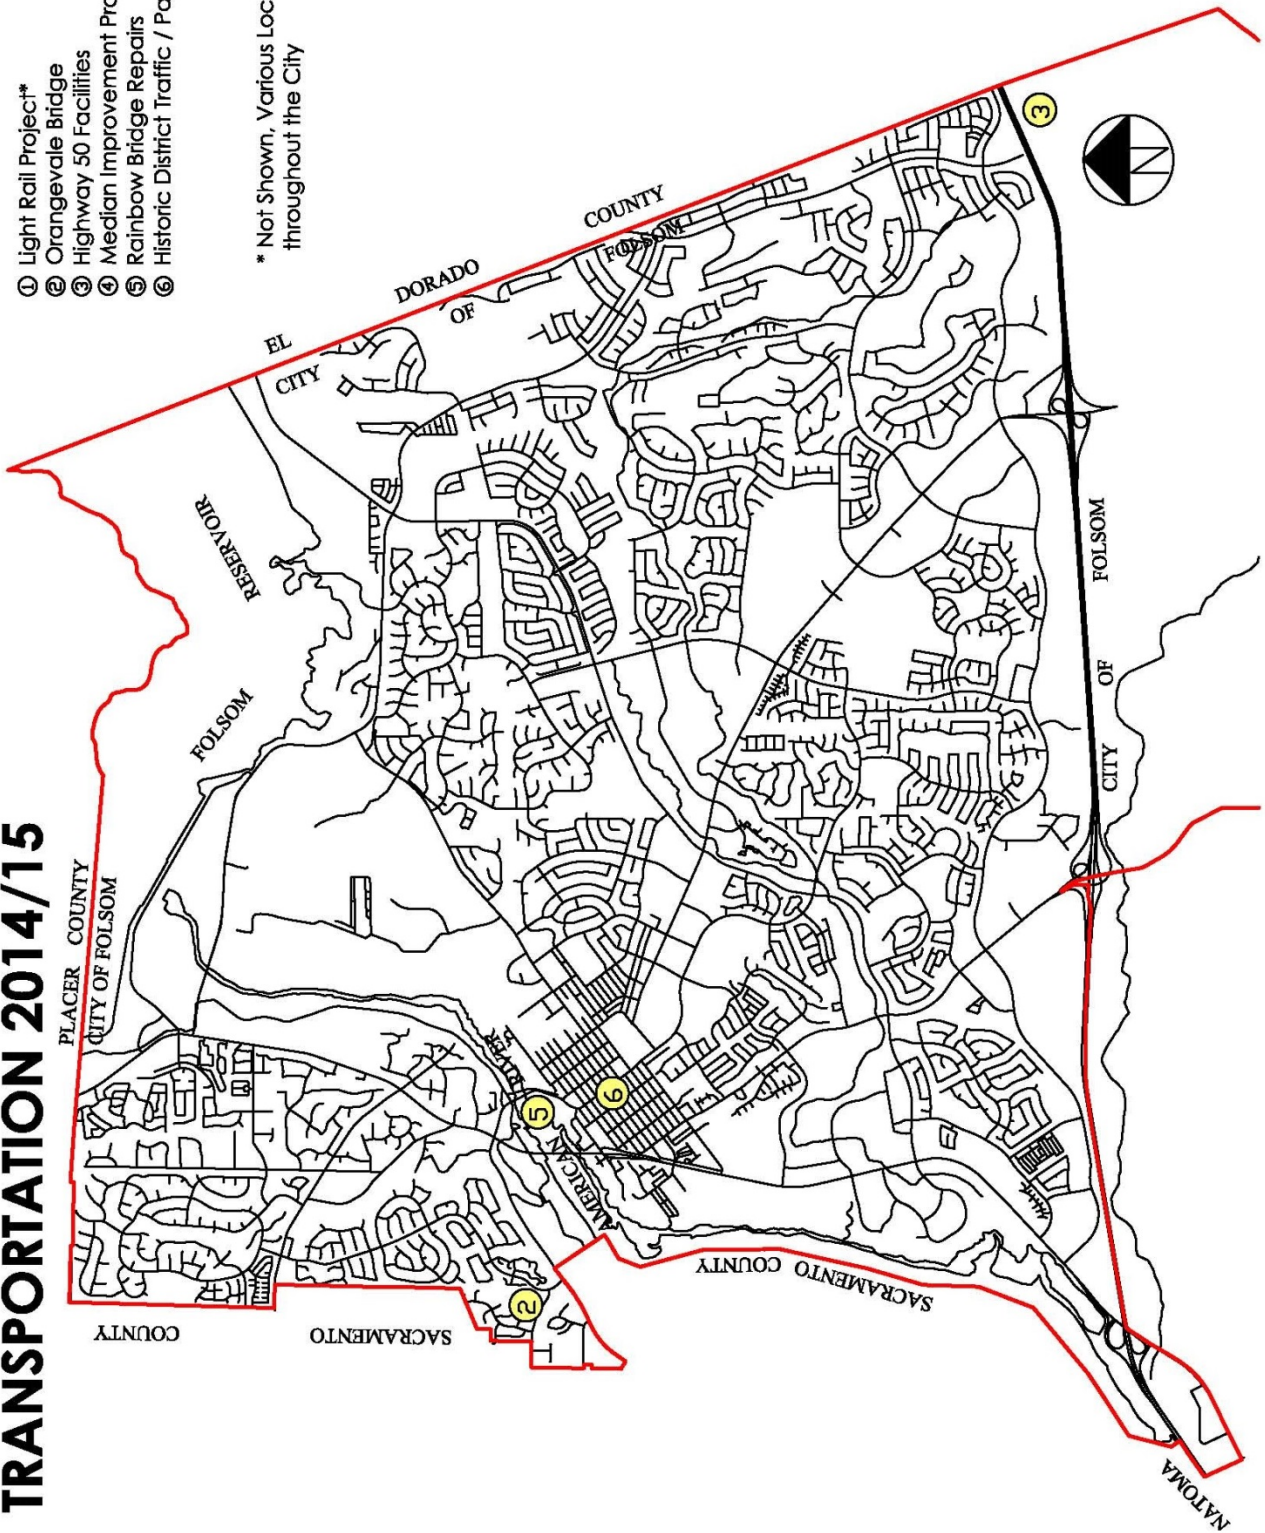 TRANSPORTATION 2014/15
① Light Rail Project*
② Orangevale Bridge
③ Highway 50 Facilities
④ Median Improvement Pro
⑤ Rainbow Bridge Repairs
⑥ Historic District Traffic / Pa
* Not Shown, Various Loc
throughout the City
PLACER COUNTY
CITY OF FOLSOM
FOLSOM RESERVOIR
EL DORADO COUNTY
CITY OF FOLSOM
COUNTY
SACRAMENTO
AMERICAN RIVER
2
5
6
3
SACRAMENTO COUNTY
CITY OF FOLSOM
NATOMA
N